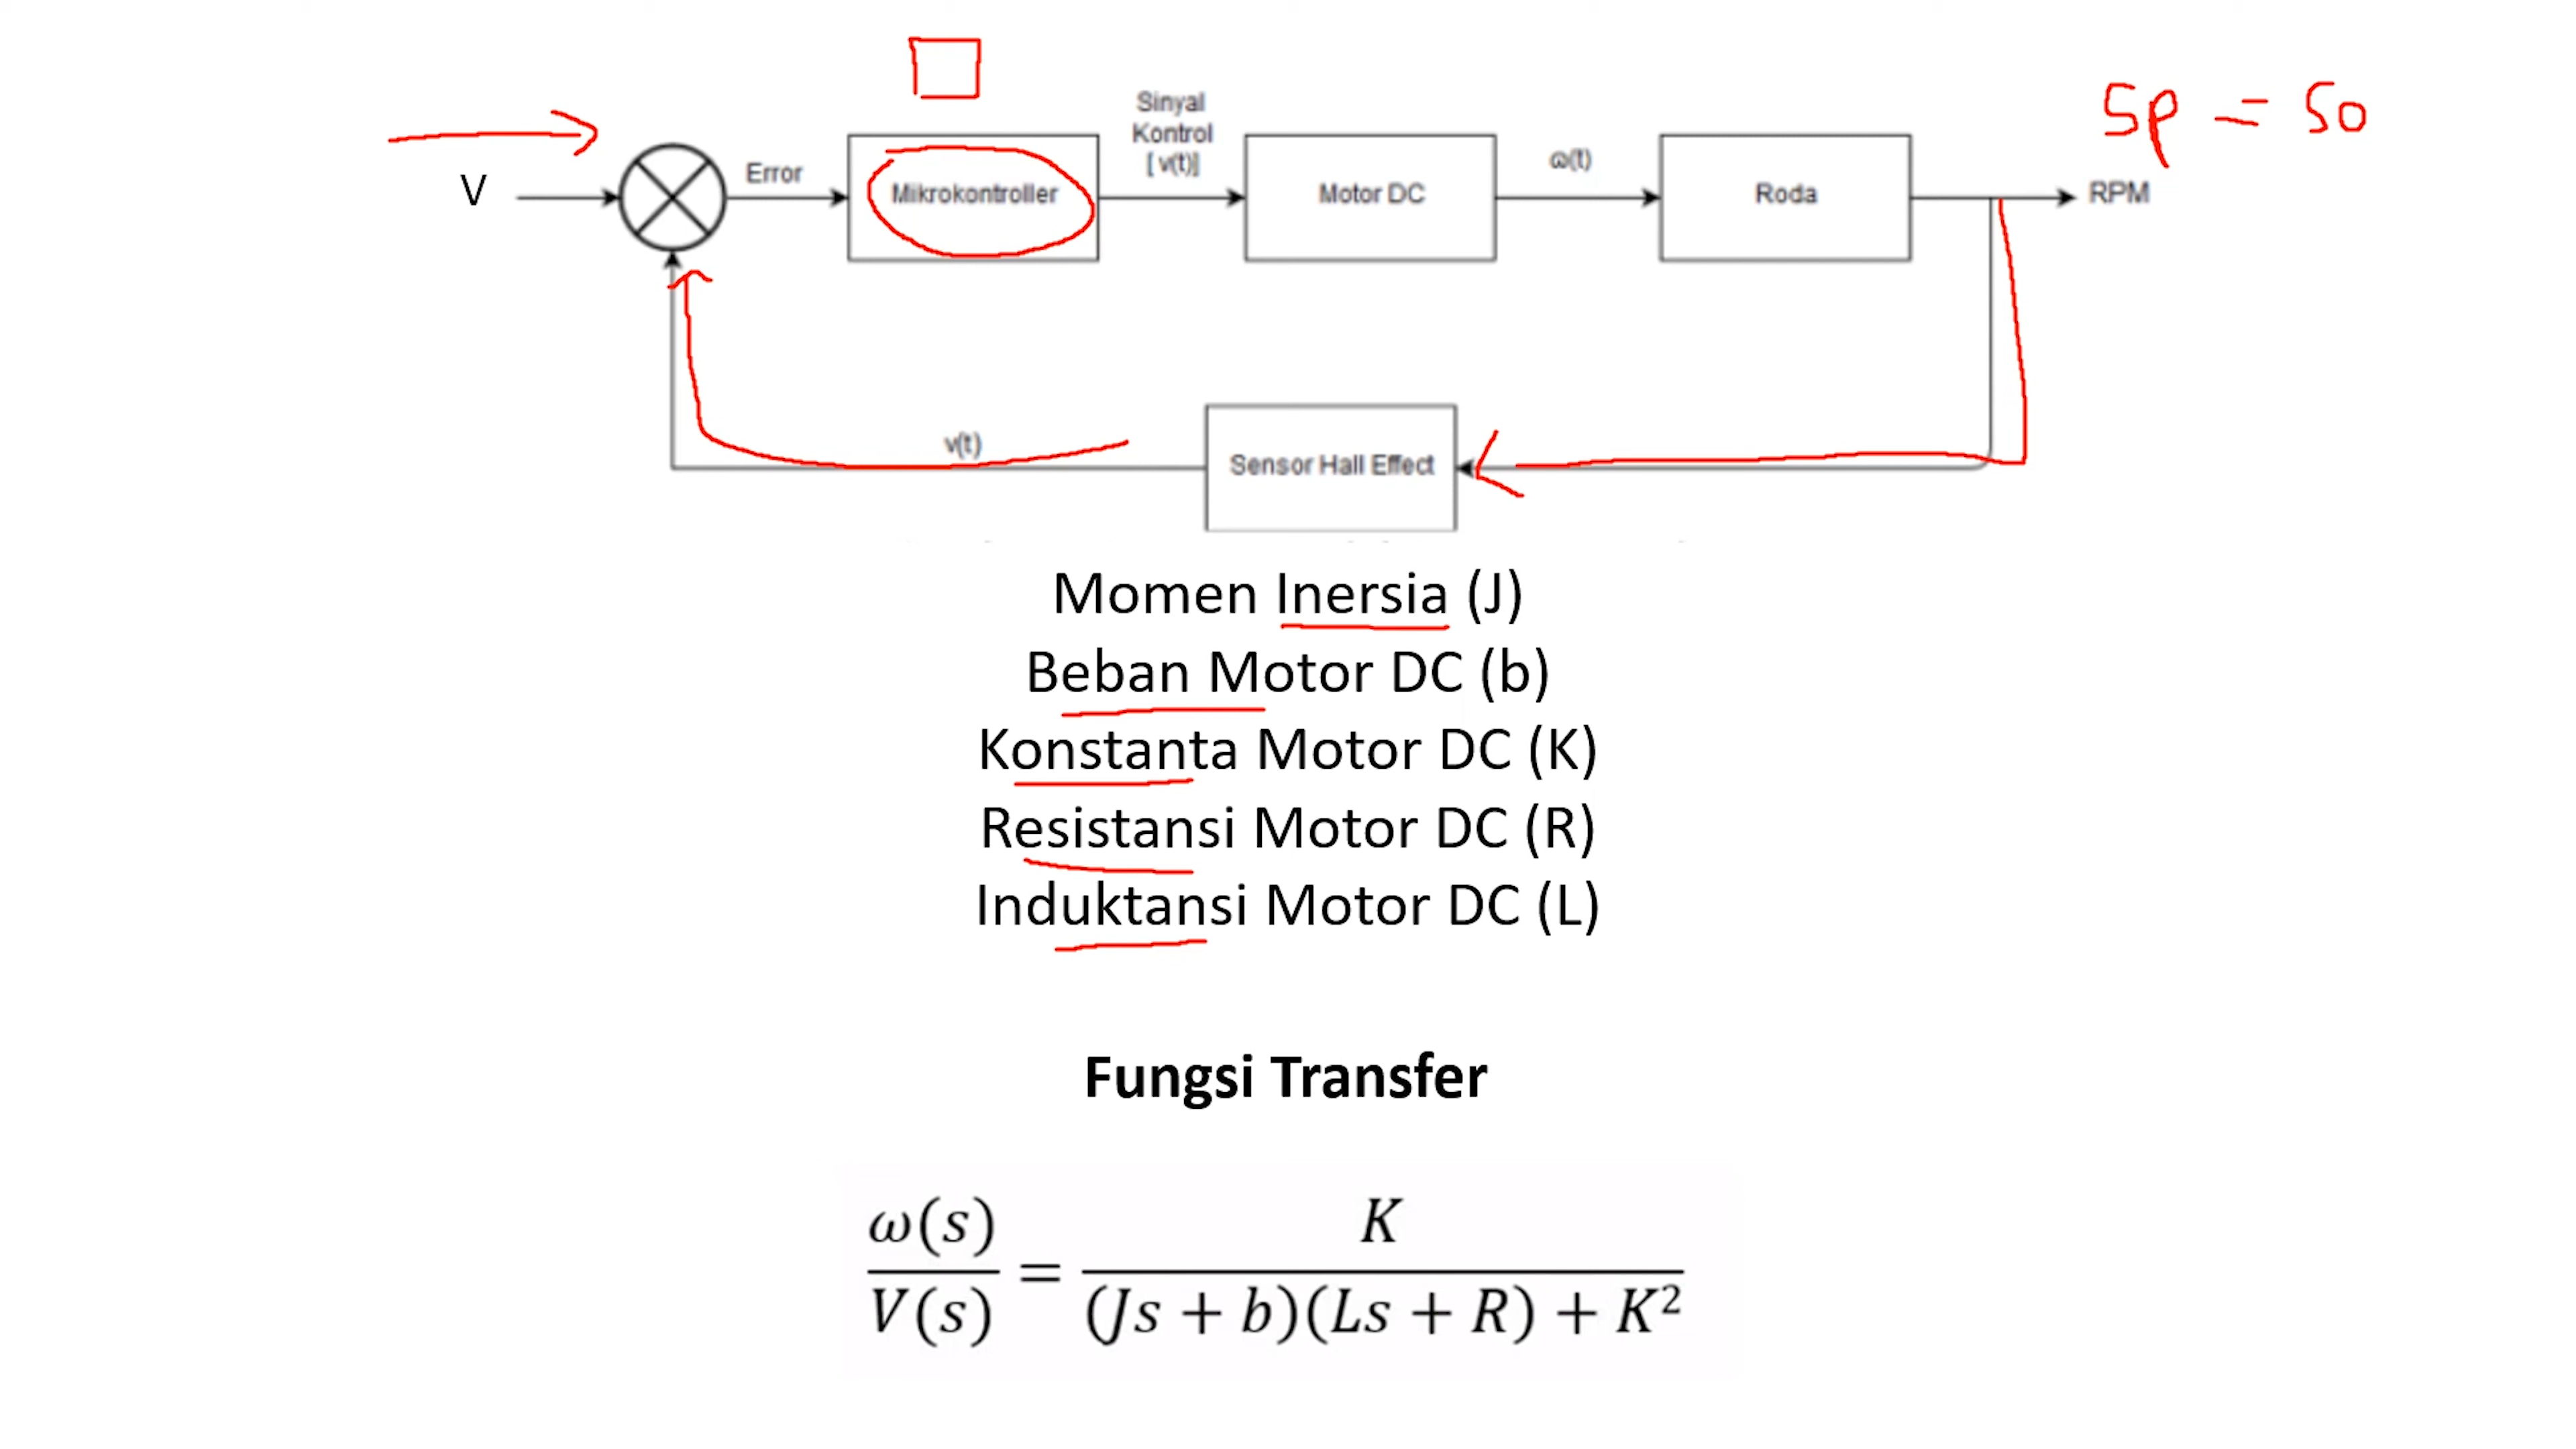 Sinyal
Kontrol
[ v(t)]
Sp = 50
V
Error
Mikrokontroller
Motor DC
ω(t)
Roda
RPM
v(t)
Sensor Hall Effect
Momen Inersia (J)
Beban Motor DC (b)
Konstanta Motor DC (K)
Resistansi Motor DC (R)
Induktansi Motor DC (L)
Fungsi Transfer
ω(s)/V(s) = K/((Js + b)(Ls + R) + K²)